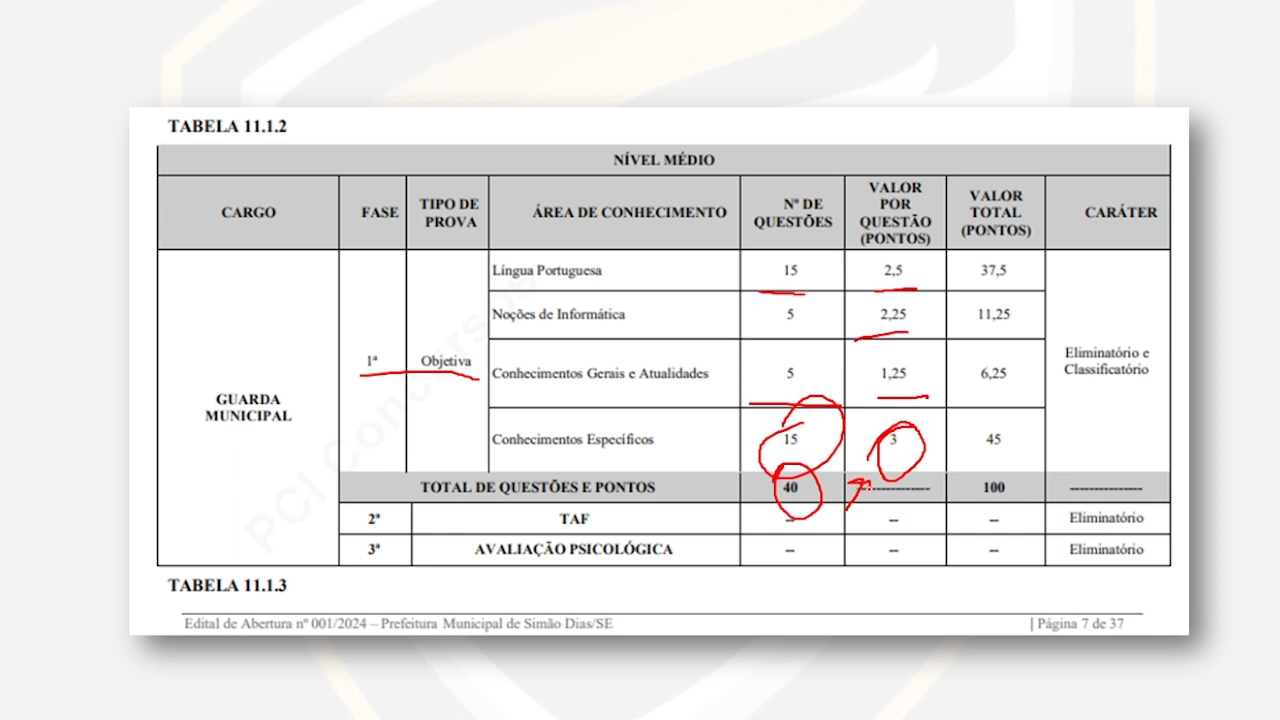 TABELA 11.1.2
NÍVEL MÉDIO
CARGO FASE TIPO DE PROVA ÁREA DE CONHECIMENTO Nº DE QUESTÕES VALOR POR QUESTÃO (PONTOS) VALOR TOTAL (PONTOS) CARÁTER
GUARDA MUNICIPAL 1ª Objetiva Língua Portuguesa 15 2,5 37,5 Eliminatório e Classificatório
Noções de Informática 5 2,25 11,25
Conhecimentos Gerais e Atualidades 5 1,25 6,25
Conhecimentos Específicos 15 3 45
TOTAL DE QUESTÕES E PONTOS 40 -------------- 100 ---------------
2ª TAF -- -- -- Eliminatório
3ª AVALIAÇÃO PSICOLÓGICA -- -- -- Eliminatório
TABELA 11.1.3
Edital de Abertura nº 001/2024 – Prefeitura Municipal de Simão Dias/SE | Página 7 de 37
PCI Concursos